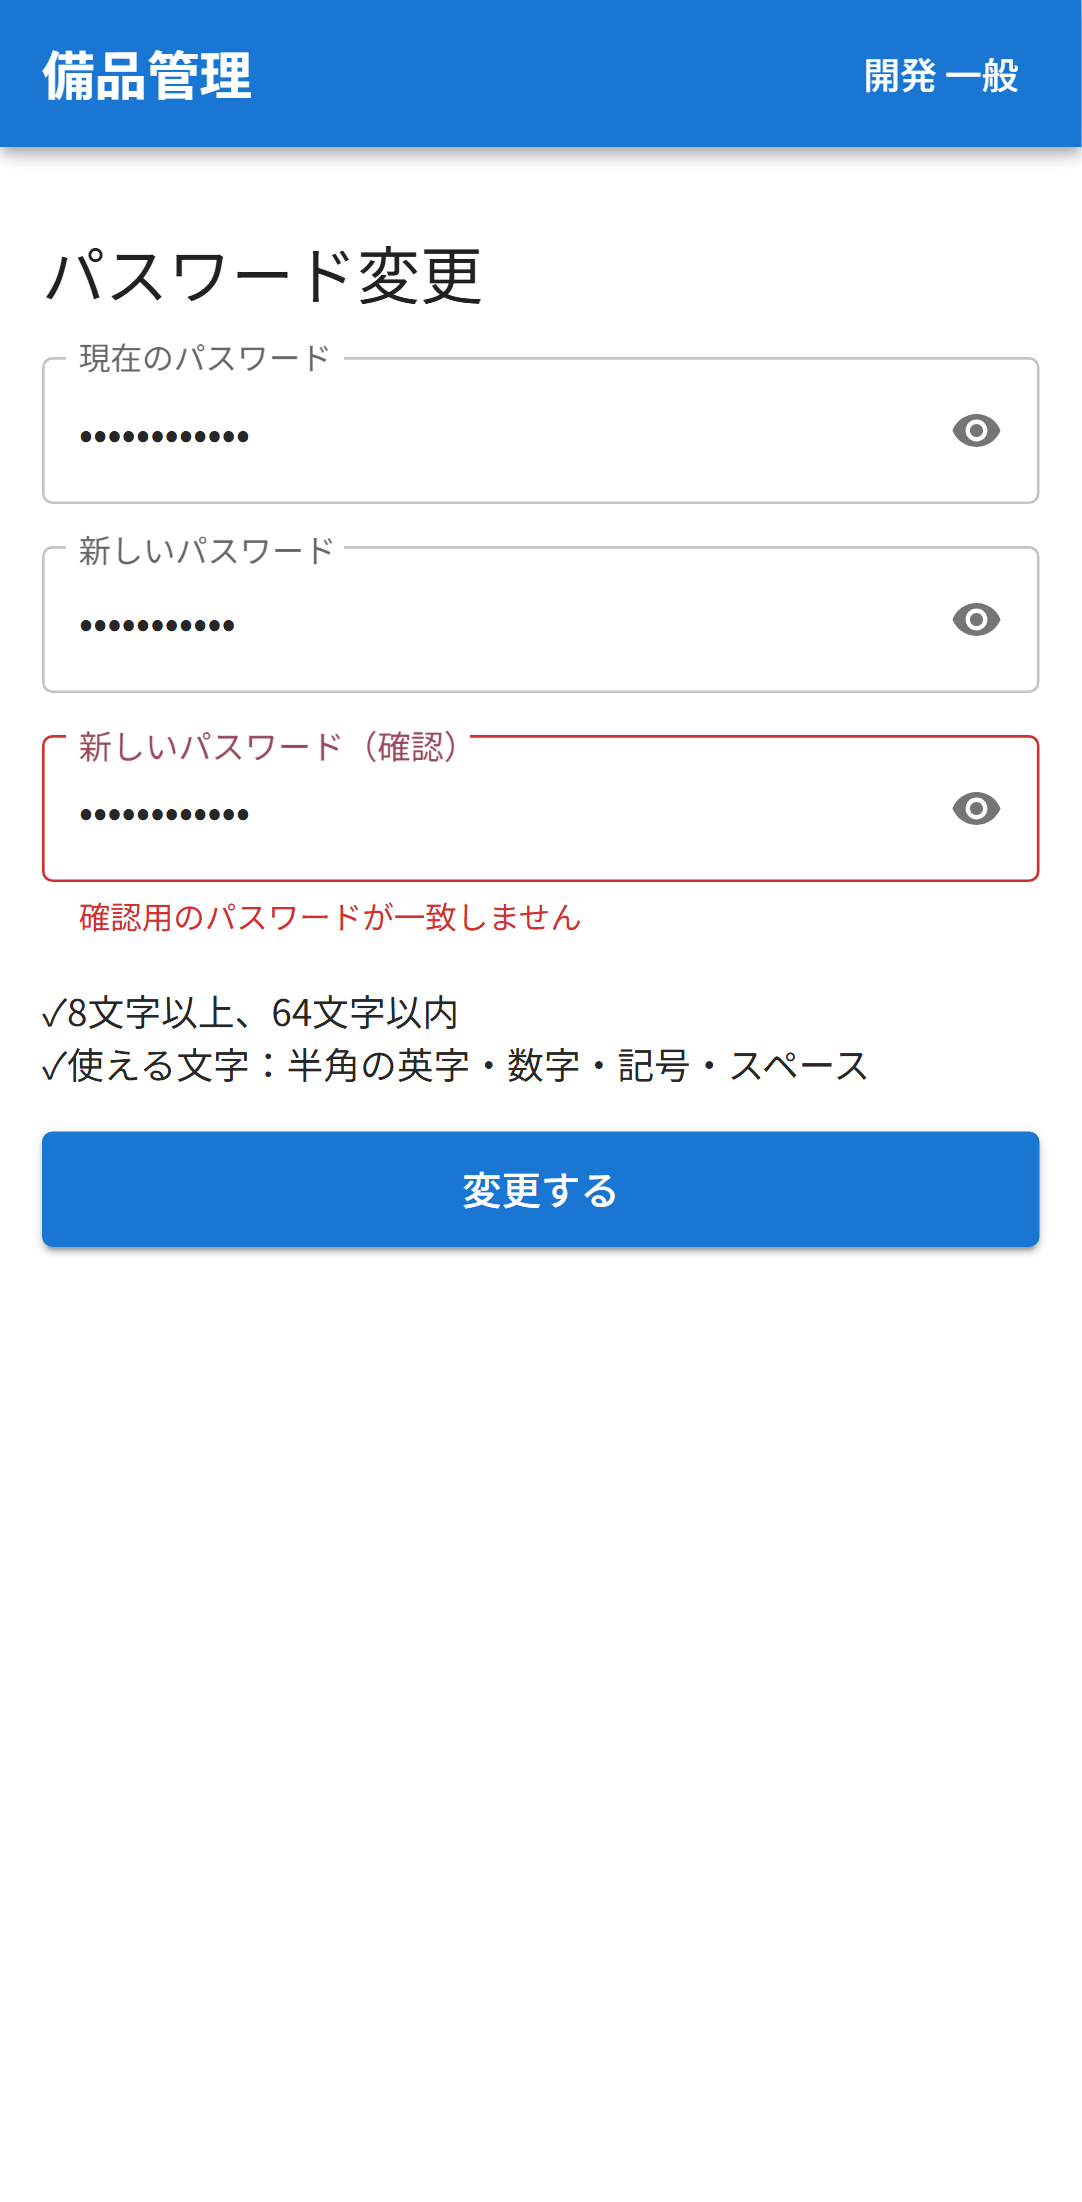 備品管理
開発 一般
パスワード変更
現在のパスワード
••••••••••••
新しいパスワード
•••••••••••
新しいパスワード（確認）
••••••••••••
確認用のパスワードが一致しません
✓8文字以上、64文字以内
✓使える文字：半角の英字・数字・記号・スペース
変更する